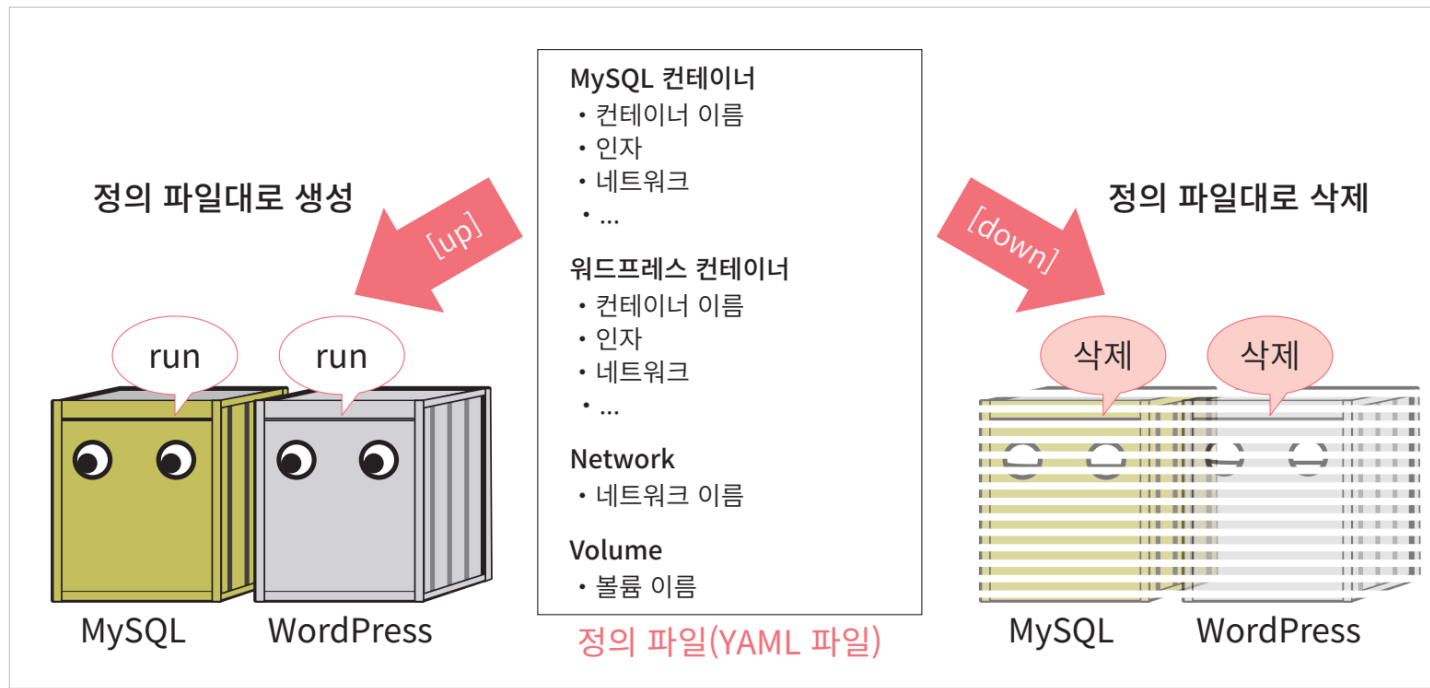 정의 파일대로 생성
[up]
run
run
MySQL
WordPress
MySQL 컨테이너
・컨테이너 이름
・인자
・네트워크
・...
워드프레스 컨테이너
・컨테이너 이름
・인자
・네트워크
・...
Network
・네트워크 이름
Volume
・볼륨 이름
정의 파일(YAML 파일)
정의 파일대로 삭제
[down]
삭제
삭제
MySQL
WordPress